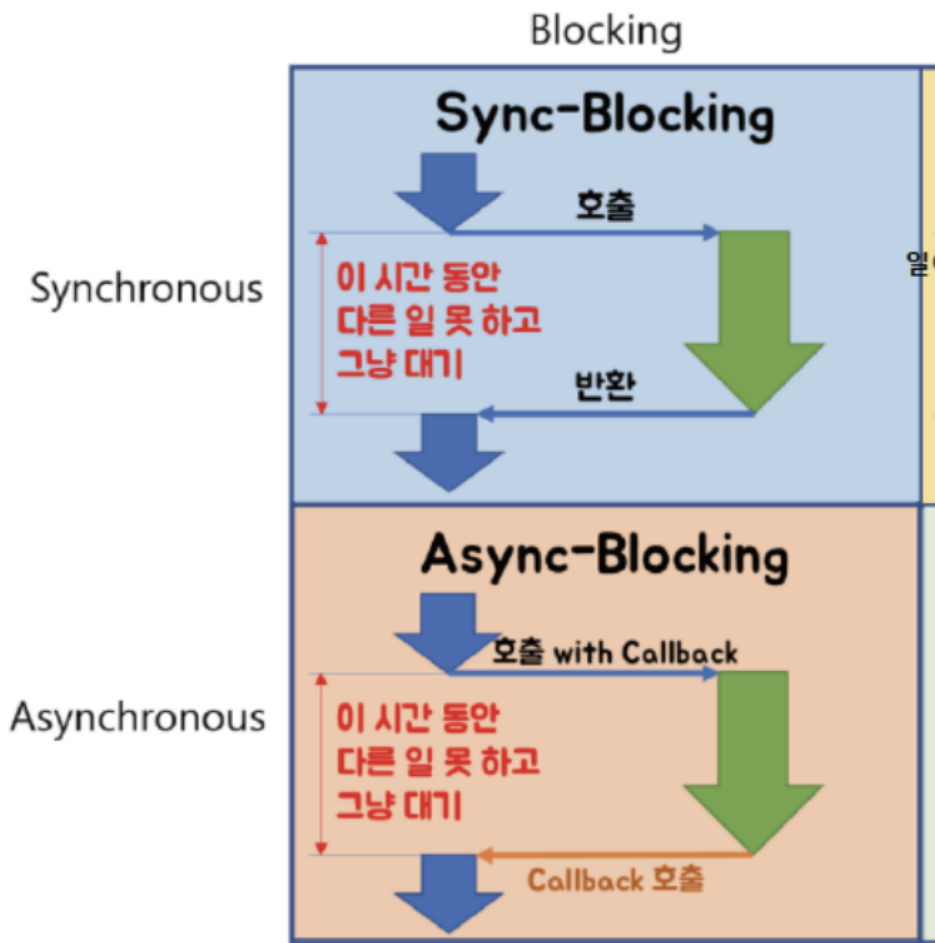 Blocking
Sync-Blocking
호출
Synchronous
이 시간 동안
다른 일 못 하고
그냥 대기
반환
Async-Blocking
호출 with Callback
Asynchronous
이 시간 동안
다른 일 못 하고
그냥 대기
Callback 호출